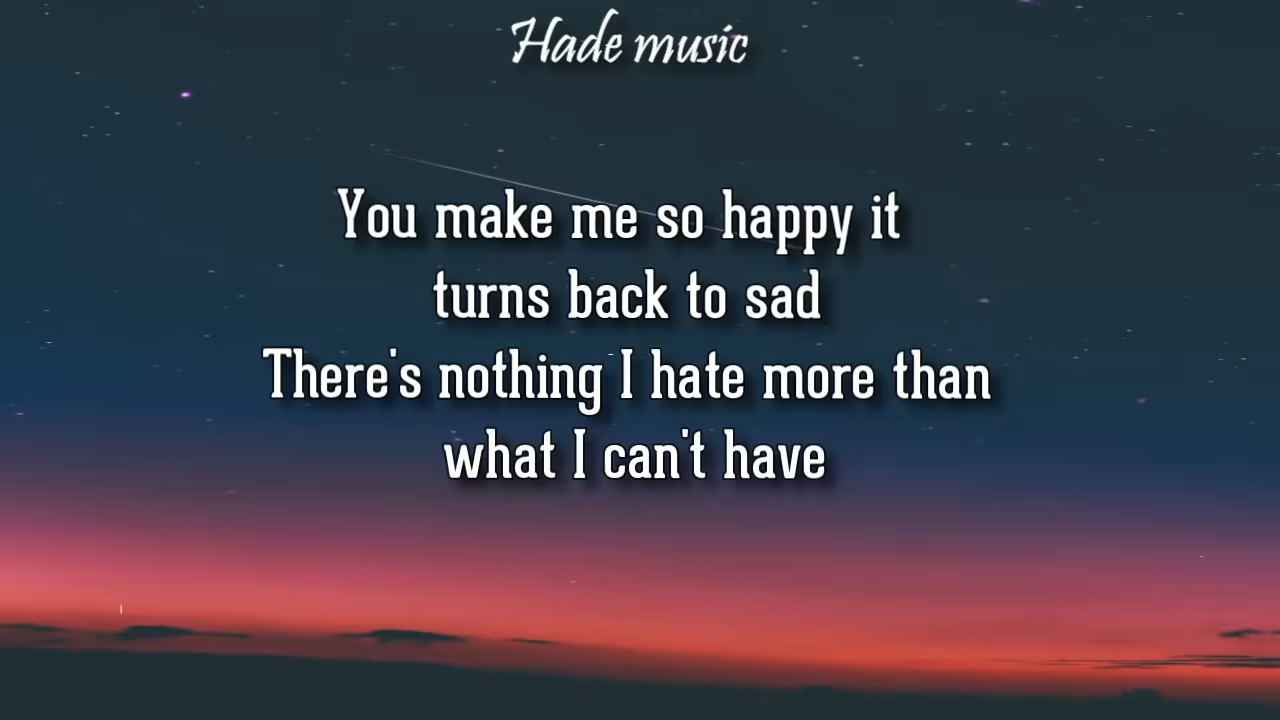 Hade music
You make me so happy it
turns back to sad
There's nothing I hate more than
what I can't have